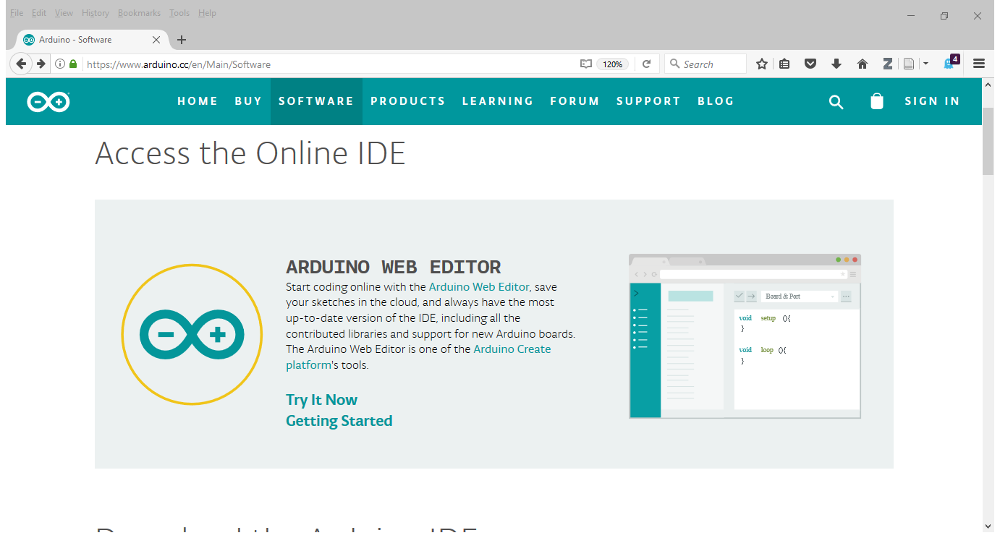 File Edit View History Bookmarks Tools Help
Arduino - Software
https://www.arduino.cc/en/Main/Software
120%
Search
4
HOME BUY SOFTWARE PRODUCTS LEARNING FORUM SUPPORT BLOG SIGN IN
Access the Online IDE
ARDUINO WEB EDITOR
Start coding online with the Arduino Web Editor, save
your sketches in the cloud, and always have the most
up-to-date version of the IDE, including all the
contributed libraries and support for new Arduino boards.
The Arduino Web Editor is one of the Arduino Create
platform's tools.
Try It Now
Getting Started
Board & Port
void setup (){
}
void loop (){
}
Download the Arduino IDE